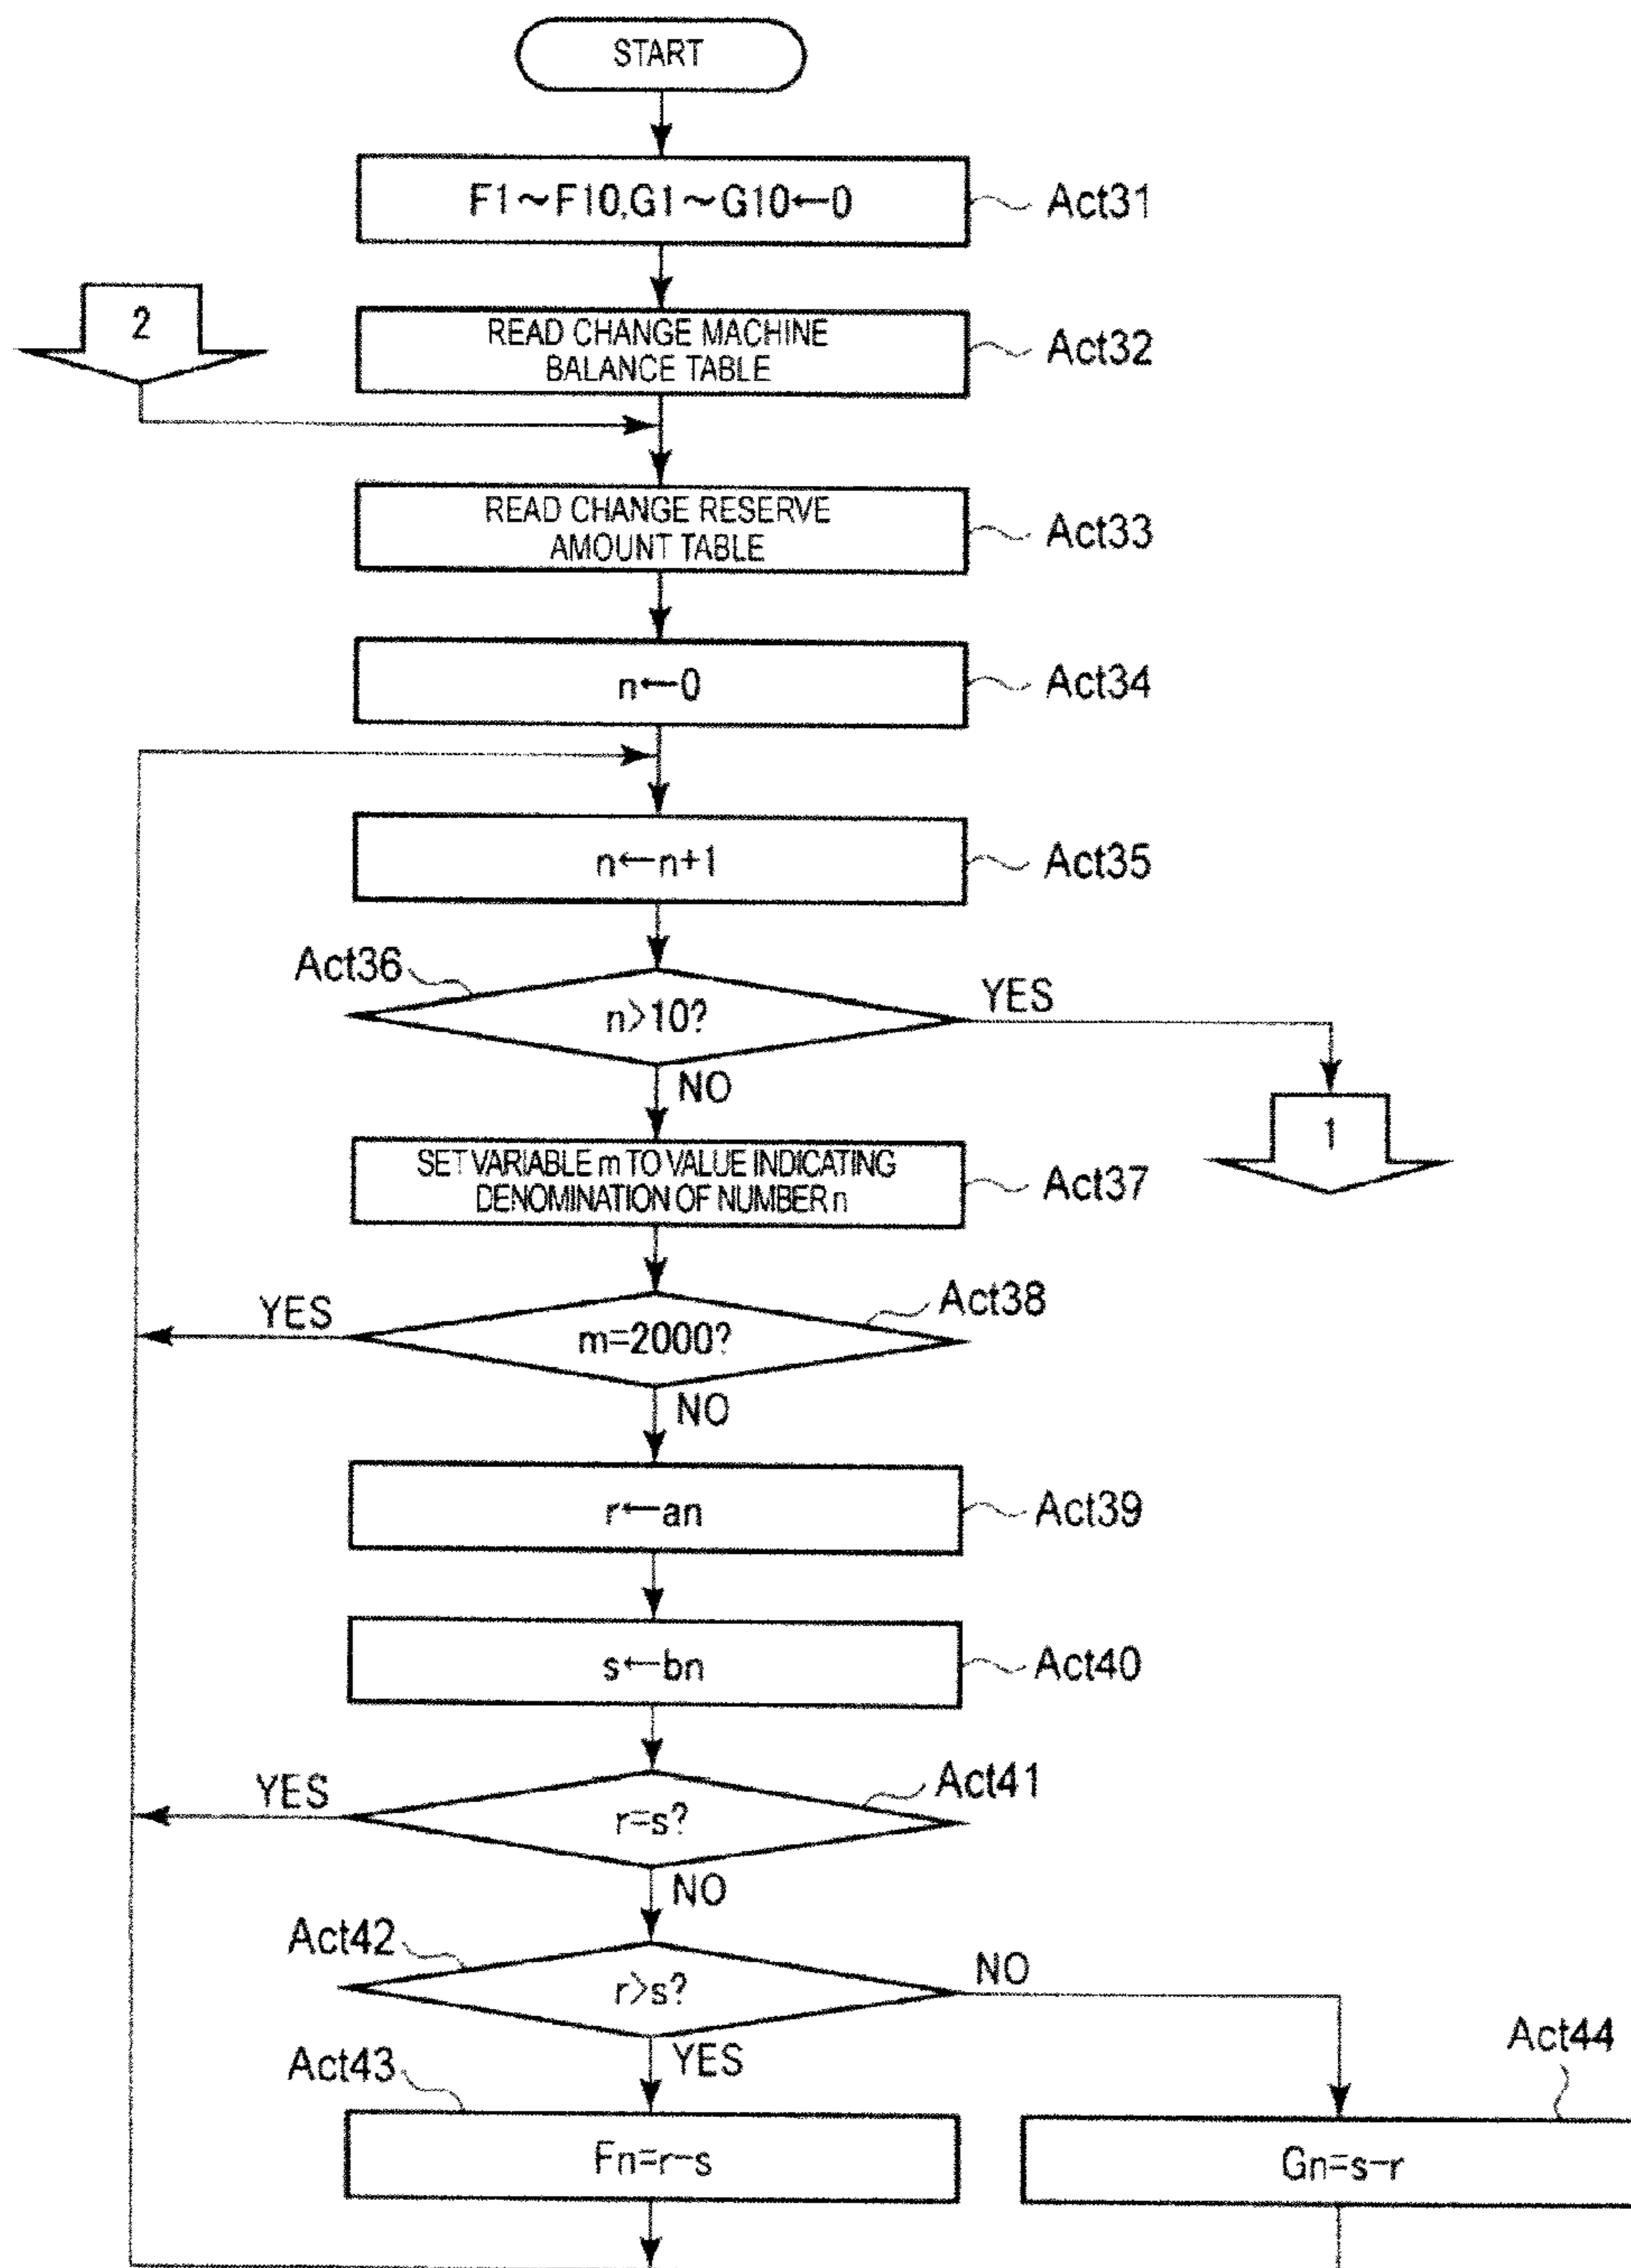 START
F1~F10,G1~G10←0
Act31
2
READ CHANGE MACHINE
BALANCE TABLE
Act32
READ CHANGE RESERVE
AMOUNT TABLE
Act33
n←0
Act34
n←n+1
Act35
Act36
n>10?
YES
NO
1
SET VARIABLE m TO VALUE INDICATING
DENOMINATION OF NUMBER n
Act37
Act38
YES
m=2000?
NO
r←an
Act39
s←bn
Act40
Act41
YES
r=s?
NO
Act42
r>s?
NO
YES
Act43
Act44
Fn=r-s
Gn=s-r